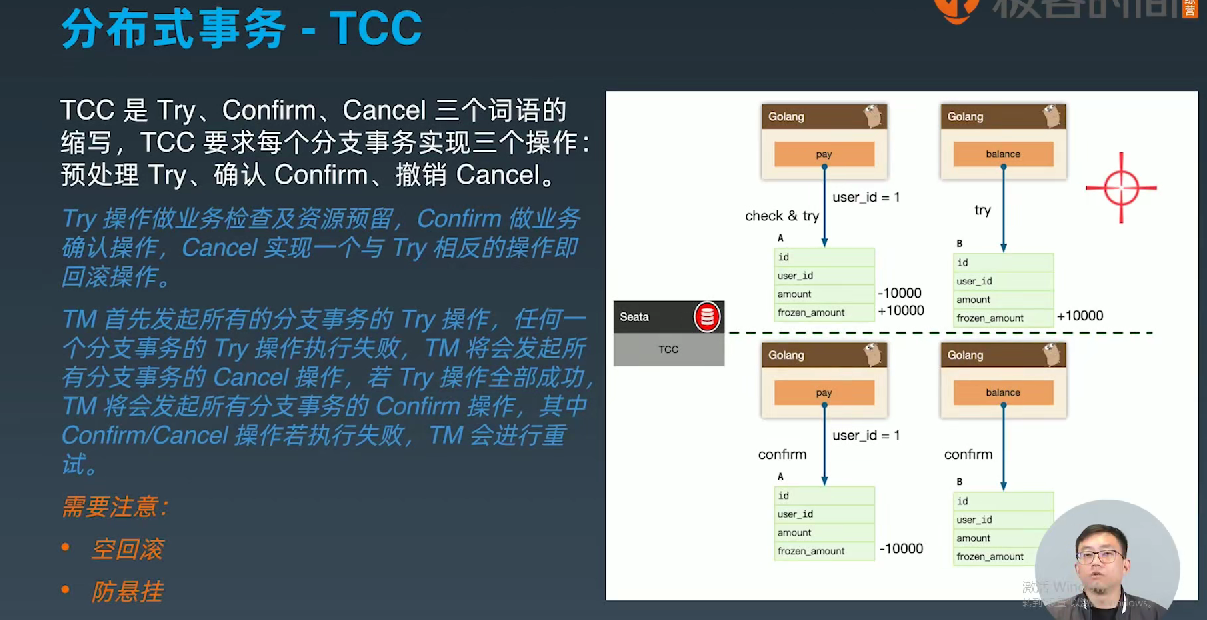 分布式事务 - TCC
极客时间
TCC 是 Try、Confirm、Cancel 三个词语的
缩写，TCC 要求每个分支事务实现三个操作：
预处理 Try、确认 Confirm、撤销 Cancel。
Try 操作做业务检查及资源预留，Confirm 做业务
确认操作，Cancel 实现一个与 Try 相反的操作即
回滚操作。
TM 首先发起所有的分支事务的 Try 操作，任何一
个分支事务的 Try 操作执行失败，TM 将会发起所
有分支事务的 Cancel 操作，若 Try 操作全部成功，
TM 将会发起所有分支事务的 Confirm 操作，其中
Confirm/Cancel 操作若执行失败，TM 会进行重
试。
需要注意：
• 空回滚
• 防悬挂
Golang
pay
user_id = 1
check & try
A
id
user_id
amount
-10000
frozen_amount
+10000
Golang
balance
try
B
id
user_id
amount
frozen_amount
+10000
Seata
TCC
Golang
pay
user_id = 1
confirm
A
id
user_id
amount
frozen_amount
-10000
Golang
balance
confirm
B
id
user_id
amount
frozen_amount
激活 Windows